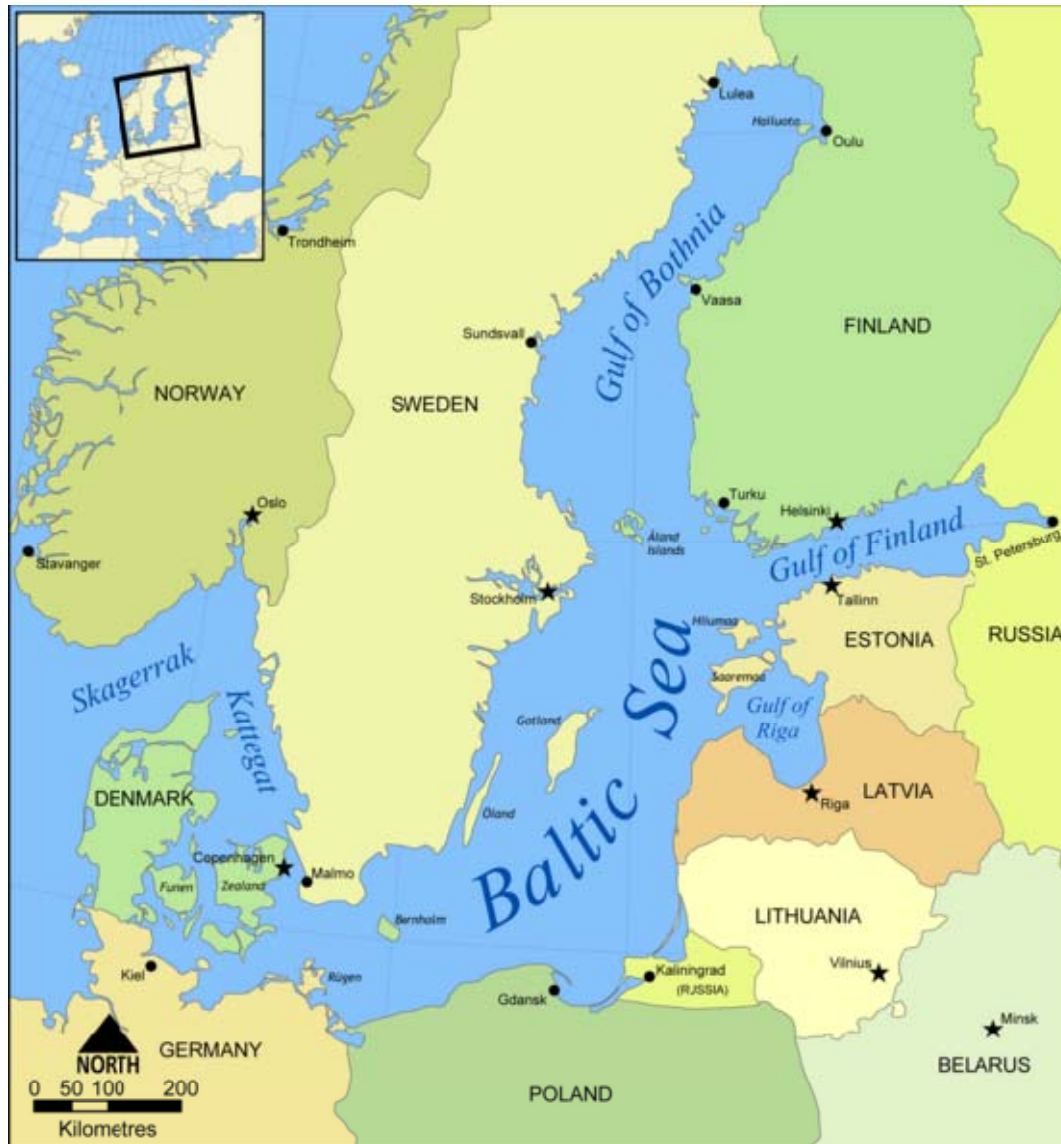 Lulea
Hailuoto
Oulu
Trondheim
Gulf of Bothnia
Vaasa
Sundsvall
FINLAND
NORWAY
SWEDEN
Oslo
Turku
Helsinki
Åland
Islands
Gulf of Finland
St. Petersburg
Stavanger
Stockholm
Tallinn
Hiiumaa
ESTONIA
RUSSIA
Skagerrak
Saaremaa
Kattegat
Gotland
Gulf of
Riga
Baltic Sea
DENMARK
Öland
Riga
LATVIA
Copenhagen
Malmo
Funen
Zealand
Bornholm
LITHUANIA
Kiel
Rügen
Kaliningrad
(RUSSIA)
Vilnius
Gdansk
Minsk
NORTH
GERMANY
BELARUS
POLAND
0 50 100 200
Kilometres